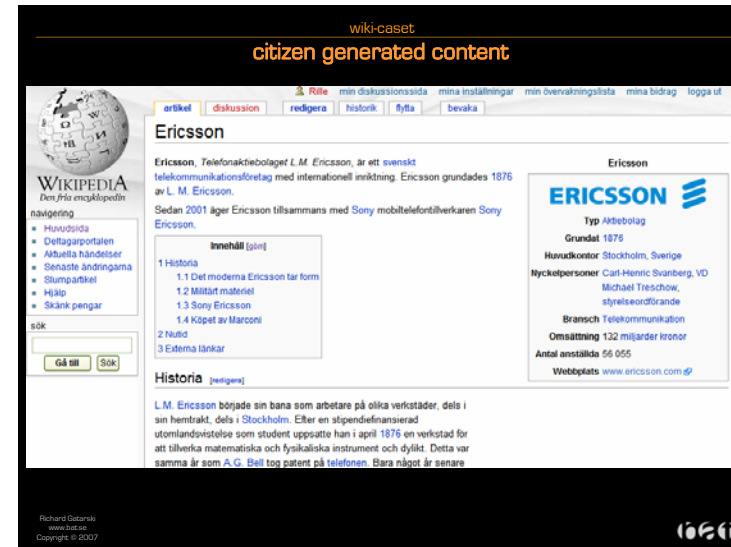 wiki-caset
citizen generated content
Rille min diskussionssida mina inställningar min övervakningslista mina bidrag logga ut
artikel diskussion redigera historik flytta bevaka
WIKIPEDIA
Den fria encyklopedin
navigering
Huvudsida
Deltagarportalen
Aktuella händelser
Senaste ändringarna
Slumpartikel
Hjälp
Skänk pengar
sök
Gå till Sök
Ericsson
Ericsson, Telefonaktiebolaget L.M. Ericsson, är ett svenskt
telekommunikationsföretag med internationell inriktning. Ericsson grundades 1876
av L. M. Ericsson.
Sedan 2001 äger Ericsson tillsammans med Sony mobiltelefontillverkaren Sony
Ericsson.
Innehåll [göm]
1 Historia
1.1 Det moderna Ericsson tar form
1.2 Militärt materiel
1.3 Sony Ericsson
1.4 Köpet av Marconi
2 Nutid
3 Externa länkar
Ericsson
ERICSSON
Typ Aktiebolag
Grundat 1876
Huvudkontor Stockholm, Sverige
Nyckelpersoner Carl-Henric Svanberg, VD
Michael Treschow,
styrelseordförande
Bransch Telekommunikation
Omsättning 132 miljarder kronor
Antal anställda 56 055
Webbplats www.ericsson.com
Historia [redigera]
L.M. Ericsson började sin bana som arbetare på olika verkstäder, dels i
sin hemtrakt, dels i Stockholm. Efter en stipendiefinansierad
utomlandsvistelse som student uppsatte han i april 1876 en verkstad för
att tillverka matematiska och fysikaliska instrument och dylikt. Detta var
samma år som A.G. Bell tog patent på telefonen. Bara något år senare
Richard Gatarski
www.bat.se
Copyright © 2007